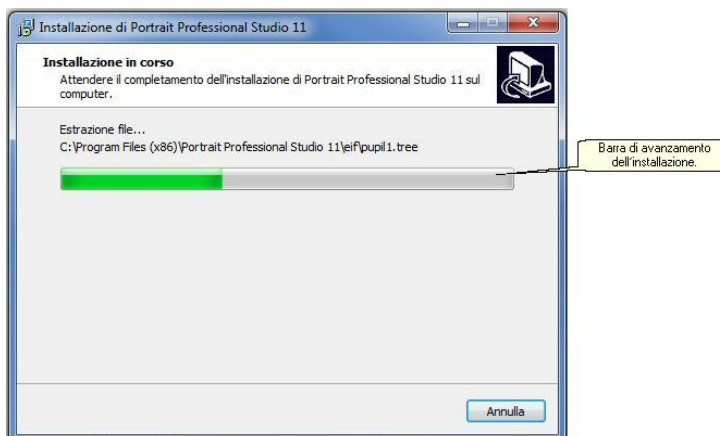 Installazione di Portrait Professional Studio 11
Installazione in corso
Attendere il completamento dell'installazione di Portrait Professional Studio 11 sul
computer.
Estrazione file...
C:\Program Files (x86)\Portrait Professional Studio 11\eif\pupil1.tree
Barra di avanzamento
dell'installazione.
Annulla